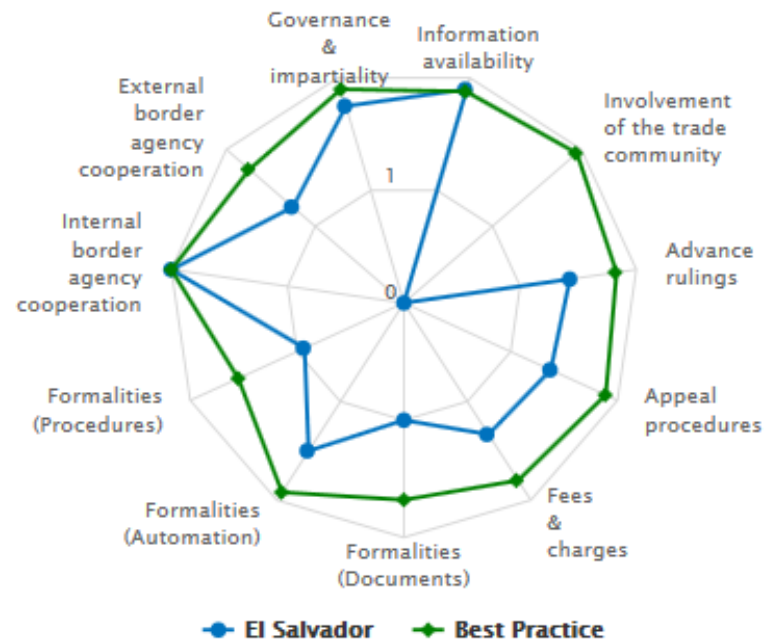 Governance
&
impartiality
Information
availability
Involvement
of the trade
community
Advance
rulings
Appeal
procedures
Fees
&
charges
Formalities
(Documents)
Formalities
(Automation)
Formalities
(Procedures)
Internal
border
agency
cooperation
External
border
agency
cooperation
1
0
El Salvador
Best Practice